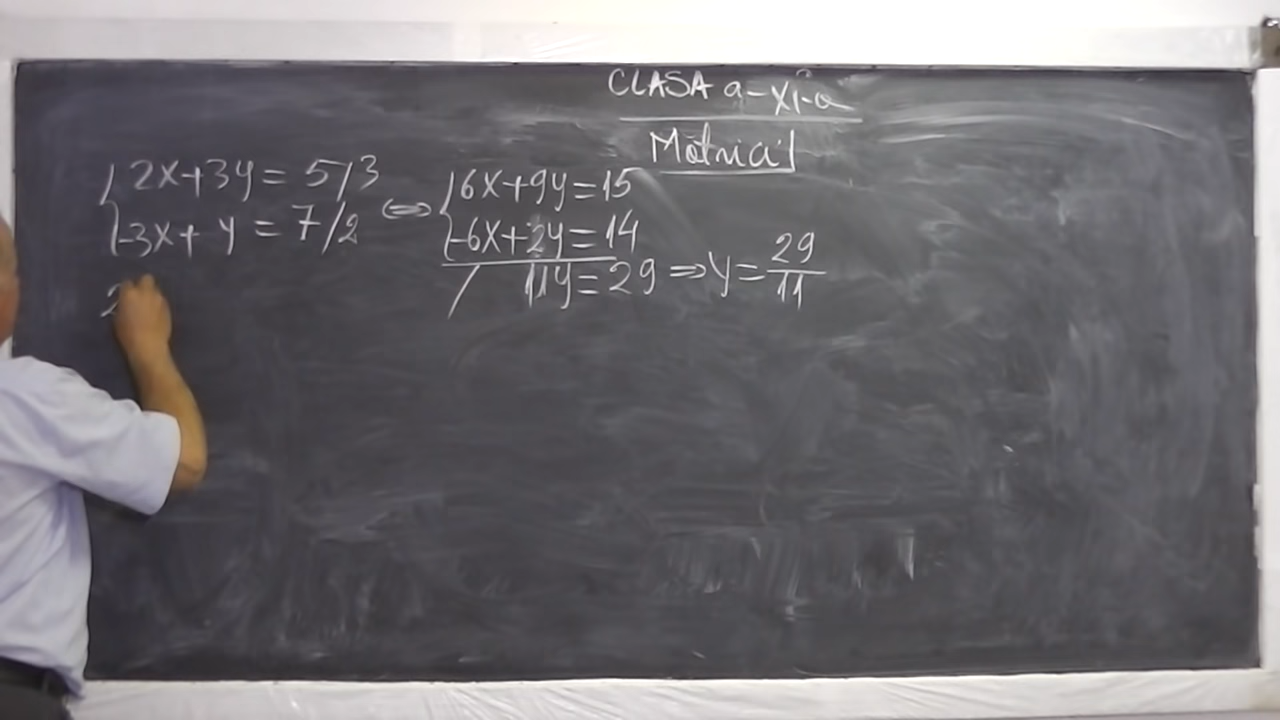 CLASA a-XI-a
Matrici
2x+3y=5/3
-3x+y=7/2
⇔
6x+9y=15
-6x+2y=14
/ 11y=29 ⇒ y=29/11
2